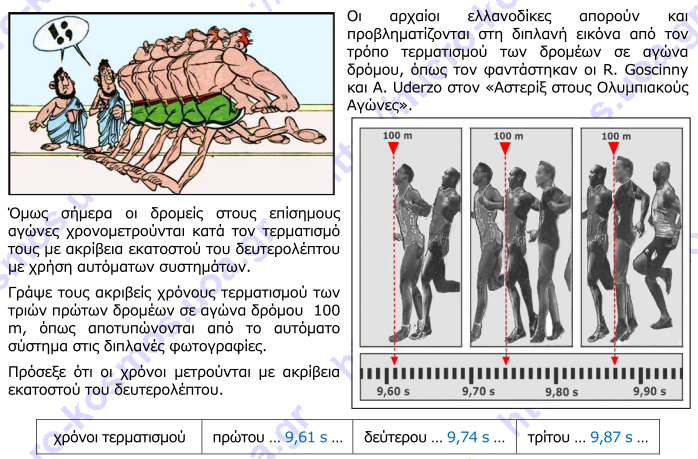 !;
Οι αρχαίοι ελλανοδίκες απορούν και
προβληματίζονται στη διπλανή εικόνα από τον
τρόπο τερματισμού των δρομέων σε αγώνα
δρόμου, όπως τον φαντάστηκαν οι R. Goscinny
και A. Uderzo στον «Αστερίξ στους Ολυμπιακούς
Αγώνες».
Όμως σήμερα οι δρομείς στους επίσημους
αγώνες χρονομετρούνται κατά τον τερματισμό
τους με ακρίβεια εκατοστού του δευτερολέπτου
με χρήση αυτόματων συστημάτων.
Γράψε τους ακριβείς χρόνους τερματισμού των
τριών πρώτων δρομέων σε αγώνα δρόμου 100
m, όπως αποτυπώνονται από το αυτόματο
σύστημα στις διπλανές φωτογραφίες.
Πρόσεξε ότι οι χρόνοι μετρούνται με ακρίβεια
εκατοστού του δευτερολέπτου.
100 m 100 m 100 m
9,60 s 9,70 s 9,80 s 9,90 s
χρόνοι τερματισμού πρώτου ... 9,61 s ... δεύτερου ... 9,74 s ... τρίτου ... 9,87 s ...